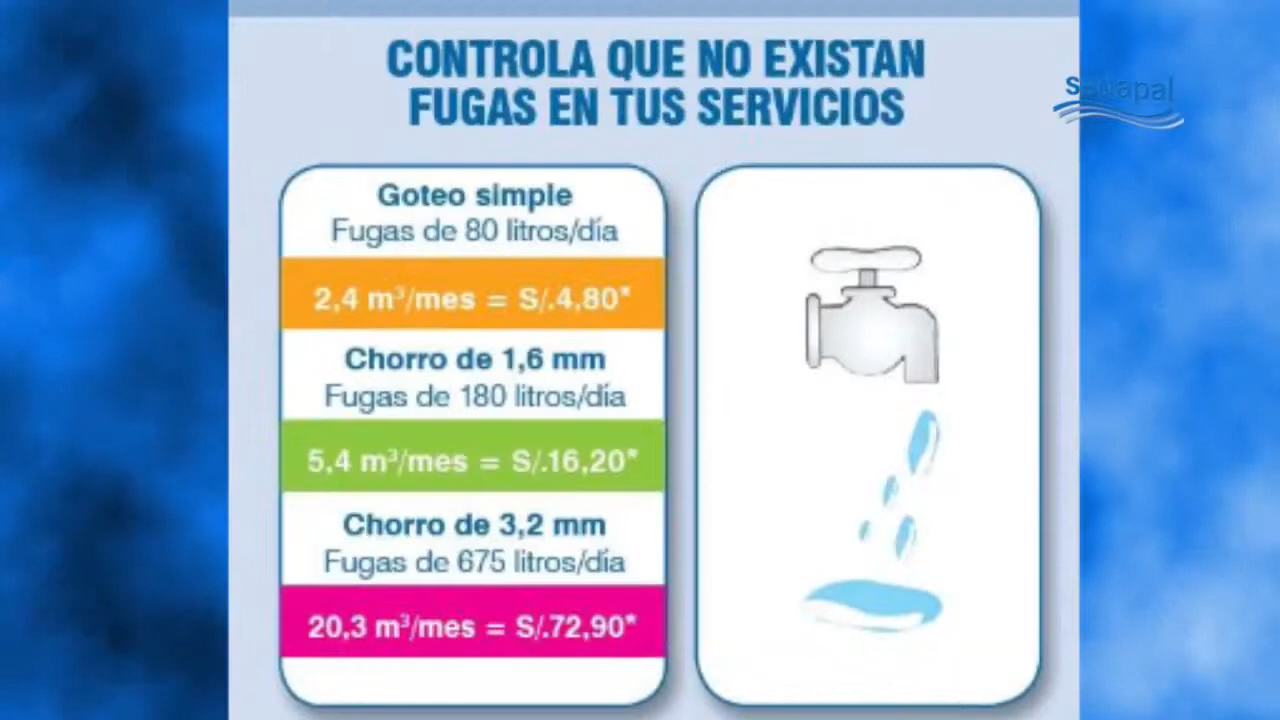 CONTROLA QUE NO EXISTAN
FUGAS EN TUS SERVICIOS
Sedapal
Goteo simple
Fugas de 80 litros/día
2,4 m³/mes = S/.4,80*
Chorro de 1,6 mm
Fugas de 180 litros/día
5,4 m³/mes = S/.16,20*
Chorro de 3,2 mm
Fugas de 675 litros/día
20,3 m³/mes = S/.72,90*